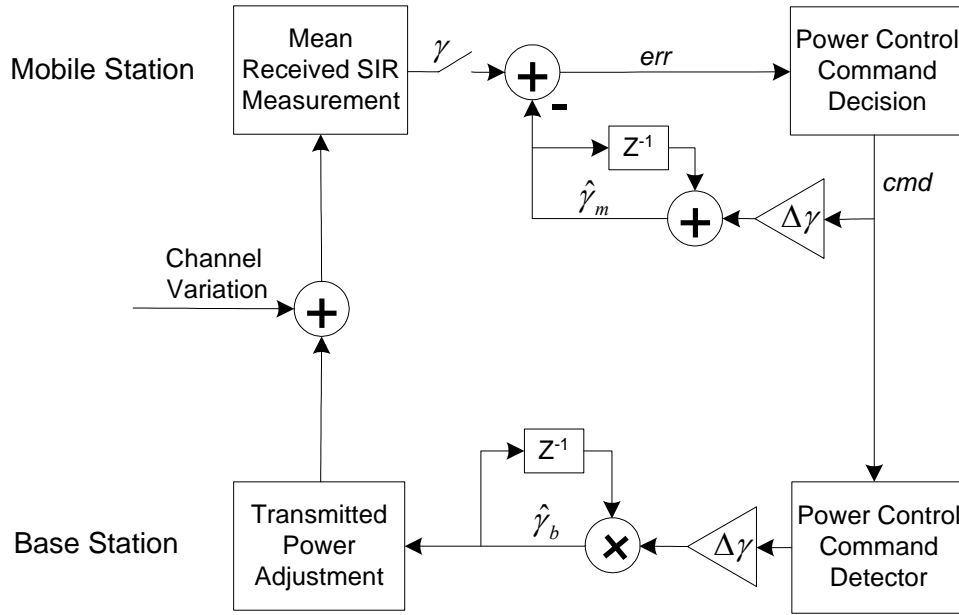 Mobile Station
Mean
Received SIR
Measurement
γ
+
-
err
Power Control
Command
Decision
Z⁻¹
γ̂ₘ
+
Δγ
cmd
Channel
Variation
+
Base Station
Transmitted
Power
Adjustment
Z⁻¹
γ̂_b
×
Δγ
Power Control
Command
Detector